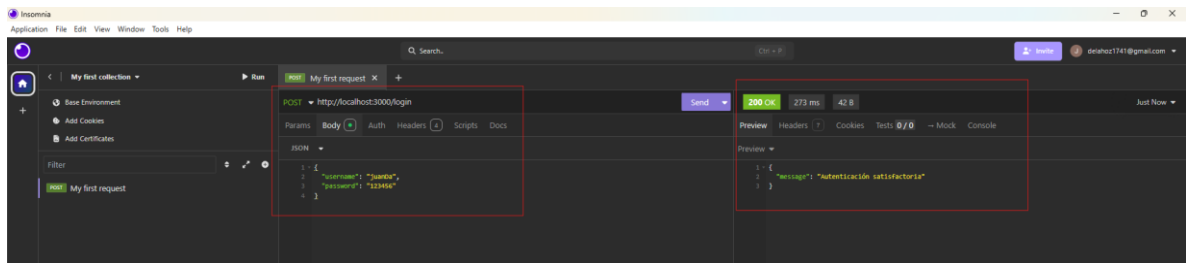 Insomnia
Application File Edit View Window Tools Help
Search.. Ctrl + P Invite J delahoz1741@gmail.com
My first collection Run POST My first request × +
Base Environment
Add Cookies
Add Certificates
Filter
POST My first request
POST http://localhost:3000/login Send
Params Body Auth Headers 4 Scripts Docs
JSON
1 {
2 "username": "juanDa",
3 "password": "123456"
4 }
200 OK 273 ms 42 B Just Now
Preview Headers 7 Cookies Tests 0 / 0 → Mock Console
Preview
1 {
2 "message": "Autenticación satisfactoria"
3 }